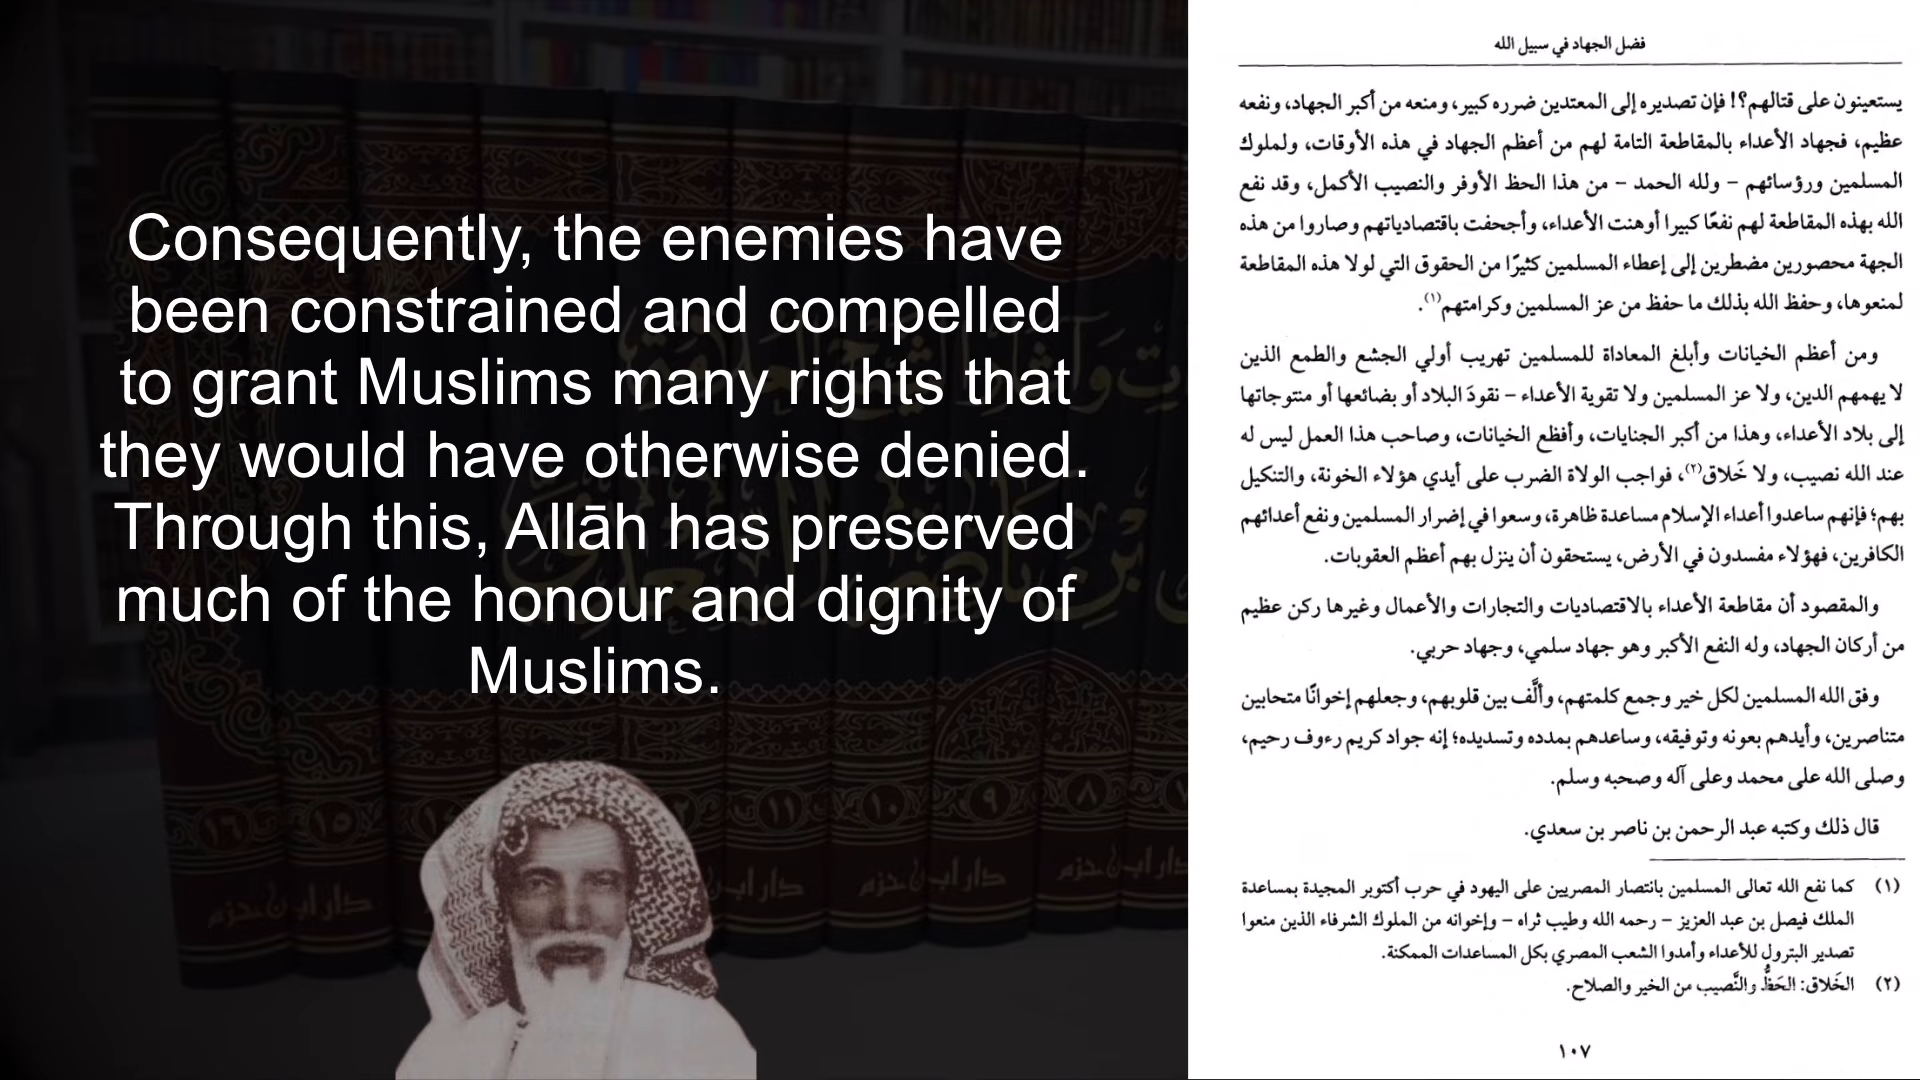 Consequently, the enemies have
been constrained and compelled
to grant Muslims many rights that
they would have otherwise denied.
Through this, Allāh has preserved
much of the honour and dignity of
Muslims.
١٦
١٥
١١
١٠
٩
٨
دار ابن حزم
دار ابن حزم
دار ابن حزم
فضل الجهاد في سبيل الله
يستعينون على قتالهم؟! فإن تصديره إلى المعتدين ضرره كبير، ومنعه من أكبر الجهاد، ونفعه
عظيم، فجهاد الأعداء بالمقاطعة التامة لهم من أعظم الجهاد في هذه الأوقات، ولملوك
المسلمين ورؤسائهم – ولله الحمد – من هذا الحظ الأوفر والنصيب الأكمل، وقد نفع
الله بهذه المقاطعة لهم نفعًا كبيرا أوهنت الأعداء، وأجحفت باقتصادياتهم وصاروا من هذه
الجهة محصورين مضطرين إلى إعطاء المسلمين كثيرًا من الحقوق التي لولا هذه المقاطعة
لمنعوها، وحفظ الله بذلك ما حفظ من عز المسلمين وكرامتهم(١).
ومن أعظم الخيانات وأبلغ المعاداة للمسلمين تهريب أولي الجشع والطمع الذين
لا يهمهم الدين، ولا عز المسلمين ولا تقوية الأعداء – نقودَ البلاد أو بضائعها أو منتوجاتها
إلى بلاد الأعداء، وهذا من أكبر الجنايات، وأفظع الخيانات، وصاحب هذا العمل ليس له
عند الله نصيب، ولا خَلاق(٢)، فواجب الولاة الضرب على أيدي هؤلاء الخونة، والتنكيل
بهم؛ فإنهم ساعدوا أعداء الإسلام مساعدة ظاهرة، وسعوا في إضرار المسلمين ونفع أعدائهم
الكافرين، فهؤلاء مفسدون في الأرض، يستحقون أن ينزل بهم أعظم العقوبات.
والمقصود أن مقاطعة الأعداء بالاقتصاديات والتجارات والأعمال وغيرها ركن عظيم
من أركان الجهاد، وله النفع الأكبر وهو جهاد سلمي، وجهاد حربي.
وفق الله المسلمين لكل خير وجمع كلمتهم، وألَّف بين قلوبهم، وجعلهم إخوانًا متحابين
متناصرين، وأيدهم بعونه وتوفيقه، وساعدهم بمدده وتسديده؛ إنه جواد كريم رءوف رحيم،
وصلى الله على محمد وعلى آله وصحبه وسلم.
قال ذلك وكتبه عبد الرحمن بن ناصر بن سعدي.
(١) كما نفع الله تعالى المسلمين بانتصار المصريين على اليهود في حرب أكتوبر المجيدة بمساعدة
الملك فيصل بن عبد العزيز – رحمه الله وطيب ثراه – وإخوانه من الملوك الشرفاء الذين منعوا
تصدير البترول للأعداء وأمدوا الشعب المصري بكل المساعدات الممكنة.
(٢) الخَلاق: الحَظُّ والنَّصيب من الخير والصلاح.
١٠٧